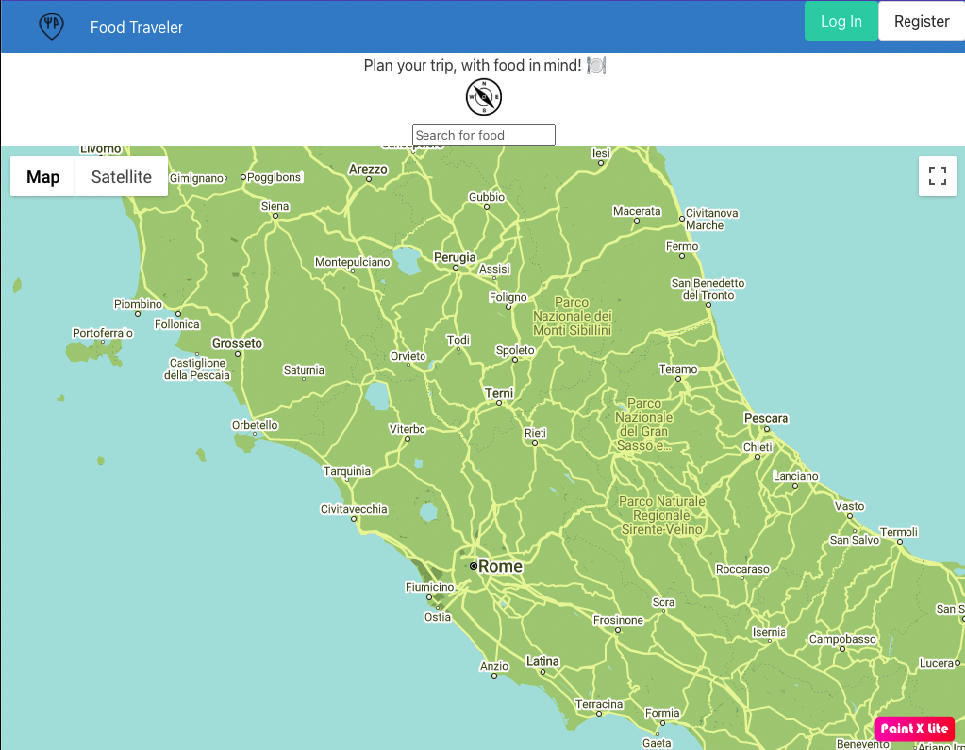 Food Traveler
Log In
Register
Plan your trip, with food in mind!
N
W
E
S
Search for food
Map
Satellite
Livorno
Iesi
Arezzo
Gimignano
Poggibonsi
Gubbio
Siena
Macerata
Civitanova
Marche
Fermo
Perugia
Montepulciano
Assisi
San Benedetto
del Tronto
Foligno
Parco
Nazionale dei
Monti Sibillini
Piombino
Follonica
Portoferraio
Grosseto
Todi
Spoleto
Orvieto
Castiglione
della Pescaia
Saturnia
Teramo
Terni
Parco
Nazionale
del Gran
Sasso e...
Pescara
Orbetello
Viterbo
Rieti
Chieti
Tarquinia
Lanciano
Civitavecchia
Parco Naturale
Regionale
Sirente-Velino
Vasto
San Salvo
Termoli
Rome
Roccaraso
Fiumicino
Ostia
Sora
San S
Frosinone
Isernia
Campobasso
Anzio
Latina
Lucera
Terracina
Formia
Gaeta
Paint X Lite
Benevento
Ariano Irp